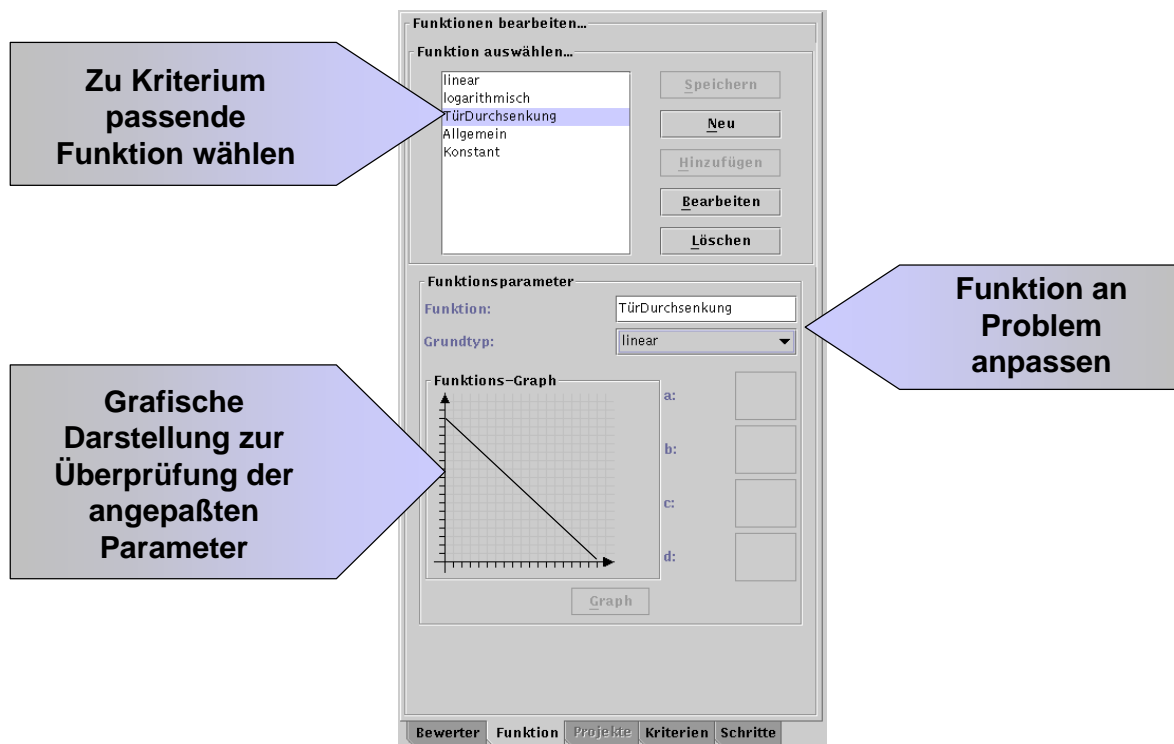 Funktionen bearbeiten...
Funktion auswählen...
Zu Kriterium
passende
Funktion wählen
linear
logarithmisch
TürDurchsenkung
Allgemein
Konstant
Speichern
Neu
Hinzufügen
Bearbeiten
Löschen
Funktionsparameter
Funktion:
TürDurchsenkung
Grundtyp:
linear
Funktion an
Problem
anpassen
Funktions-Graph
Grafische
Darstellung zur
Überprüfung der
angepaßten
Parameter
a:
b:
c:
d:
Graph
Bewerter Funktion Projekte Kriterien Schritte